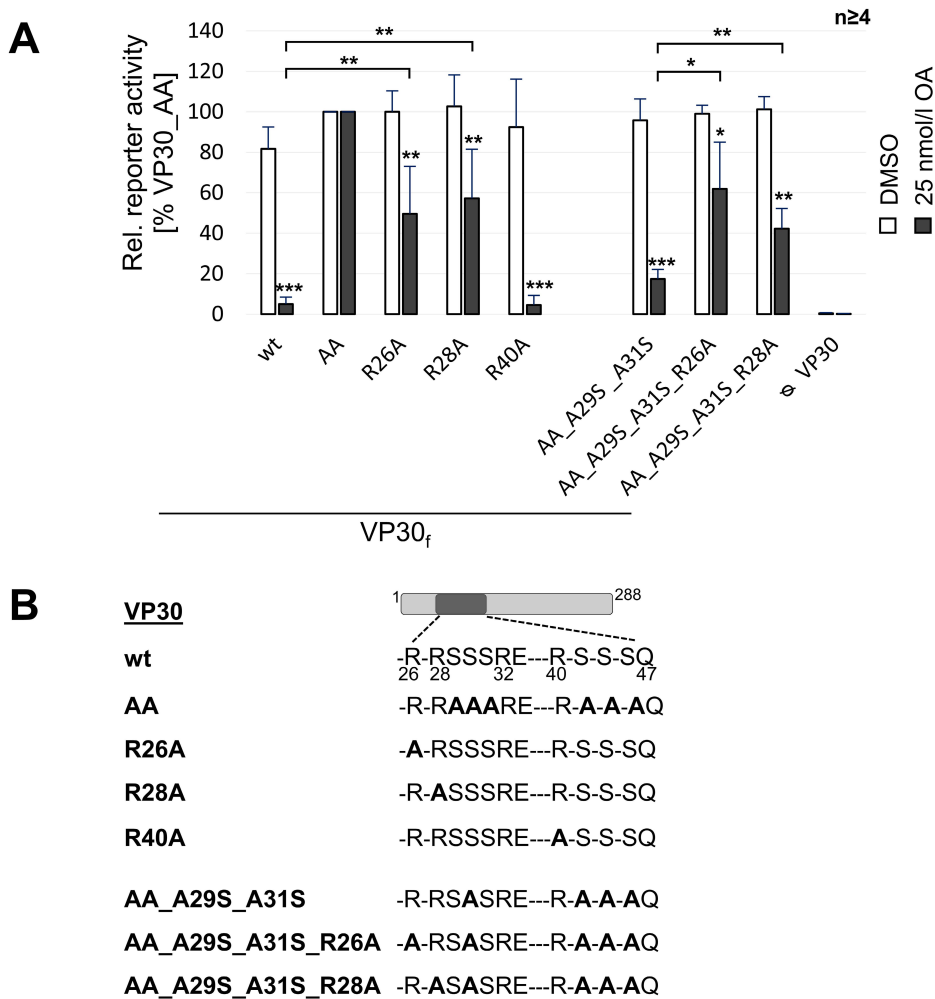 A
n≥4
Rel. reporter activity
[% VP30_AA]
140
120
100
80
60
40
20
0
**
**
**
*
***
**
**
***
***
*
**
DMSO
25 nmol/l OA
wt
AA
R26A
R28A
R40A
AA_A29S_A31S
AA_A29S_A31S_R26A
AA_A29S_A31S_R28A
ϕ VP30
VP30f
B
VP30
1
288
wt -R-RSSSRE---R-S-S-SQ
26 28 32 40 47
AA -R-RAAARE---R-A-A-AQ
R26A -A-RSSSRE---R-S-S-SQ
R28A -R-ASSSRE---R-S-S-SQ
R40A -R-RSSSRE---A-S-S-SQ
AA_A29S_A31S -R-RSASRE---R-A-A-AQ
AA_A29S_A31S_R26A -A-RSASRE---R-A-A-AQ
AA_A29S_A31S_R28A -R-ASASRE---R-A-A-AQ